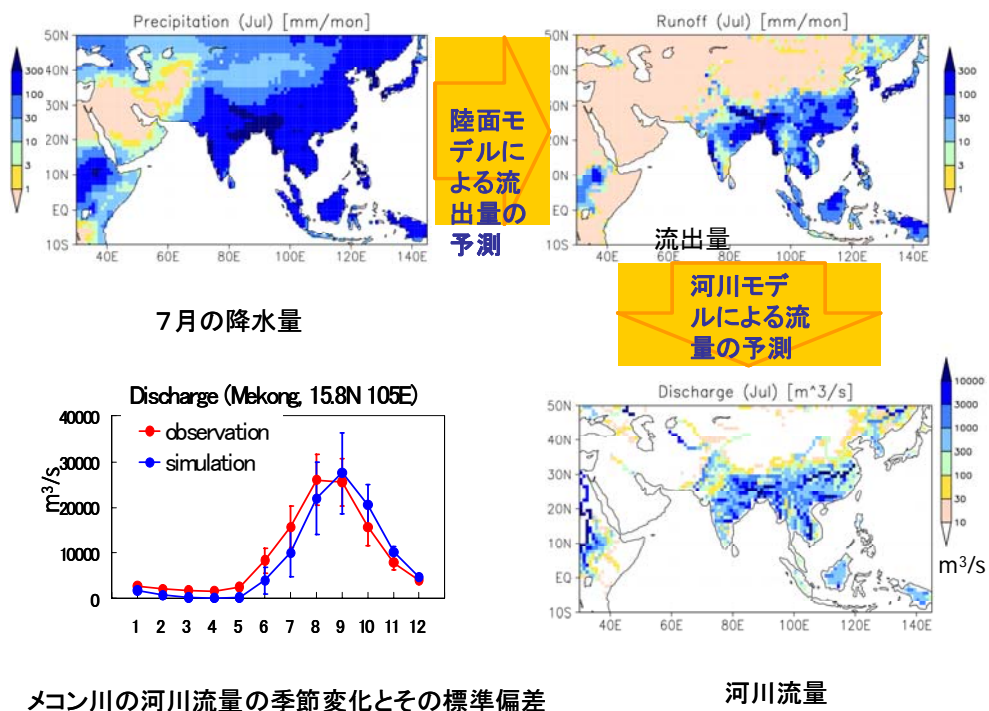 Precipitation (Jul) [mm/mon]
50N
40N
30N
20N
10N
EQ
10S
40E 60E 80E 100E 120E 140E
300
100
30
10
3
1
7月の降水量
陸面モ
デルに
よる流
出量の
予測
Runoff (Jul) [mm/mon]
50N
40N
30N
20N
10N
EQ
10S
40E 60E 80E 100E 120E 140E
300
100
30
10
3
1
流出量
河川モデ
ルによる流
量の予測
Discharge (Mekong, 15.8N 105E)
observation
simulation
m³/s
40000
30000
20000
10000
0
1 2 3 4 5 6 7 8 9 10 11 12
メコン川の河川流量の季節変化とその標準偏差
Discharge (Jul) [m^3/s]
50N
40N
30N
20N
10N
EQ
10S
40E 60E 80E 100E 120E 140E
10000
3000
1000
300
100
30
10
m³/s
河川流量